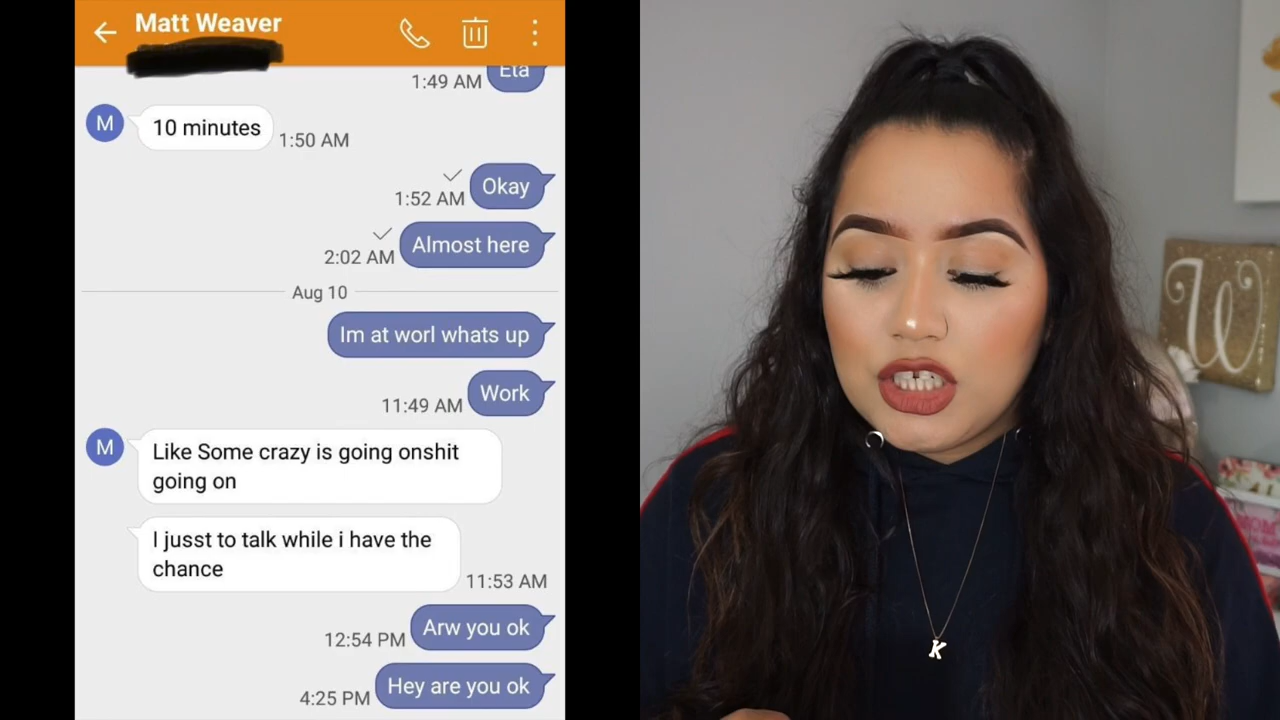 Matt Weaver
Eta
1:49 AM
M
10 minutes
1:50 AM
Okay
1:52 AM
Almost here
2:02 AM
Aug 10
Im at worl whats up
Work
11:49 AM
M
Like Some crazy is going onshit
going on
I jusst to talk while i have the
chance
11:53 AM
Arw you ok
12:54 PM
Hey are you ok
4:25 PM
W
K